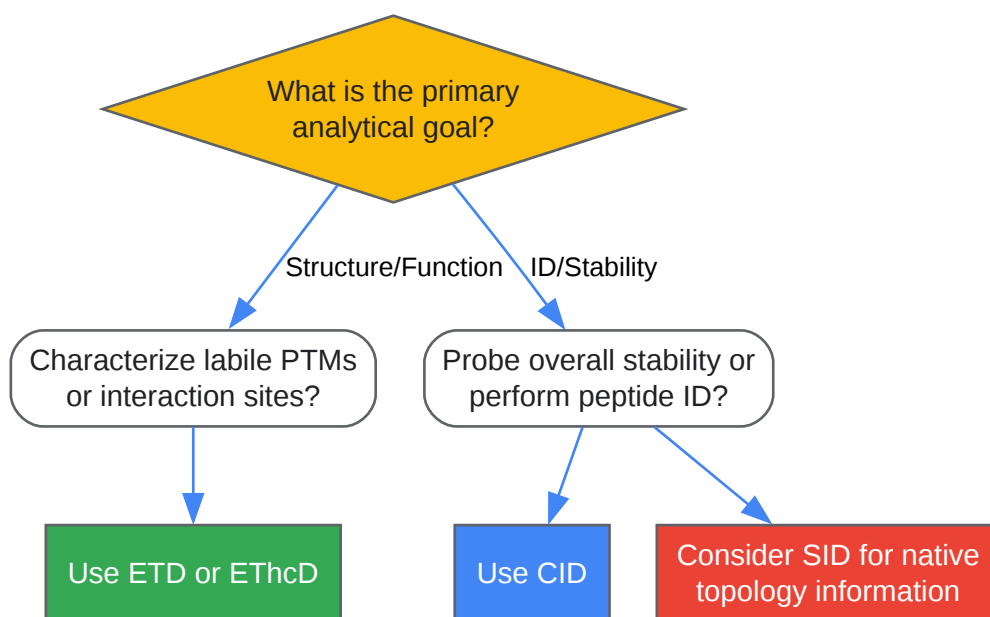 What is the primary
analytical goal?
Structure/Function
ID/Stability
Characterize labile PTMs
or interaction sites?
Probe overall stability or
perform peptide ID?
Use ETD or EThcD
Use CID
Consider SID for native
topology information